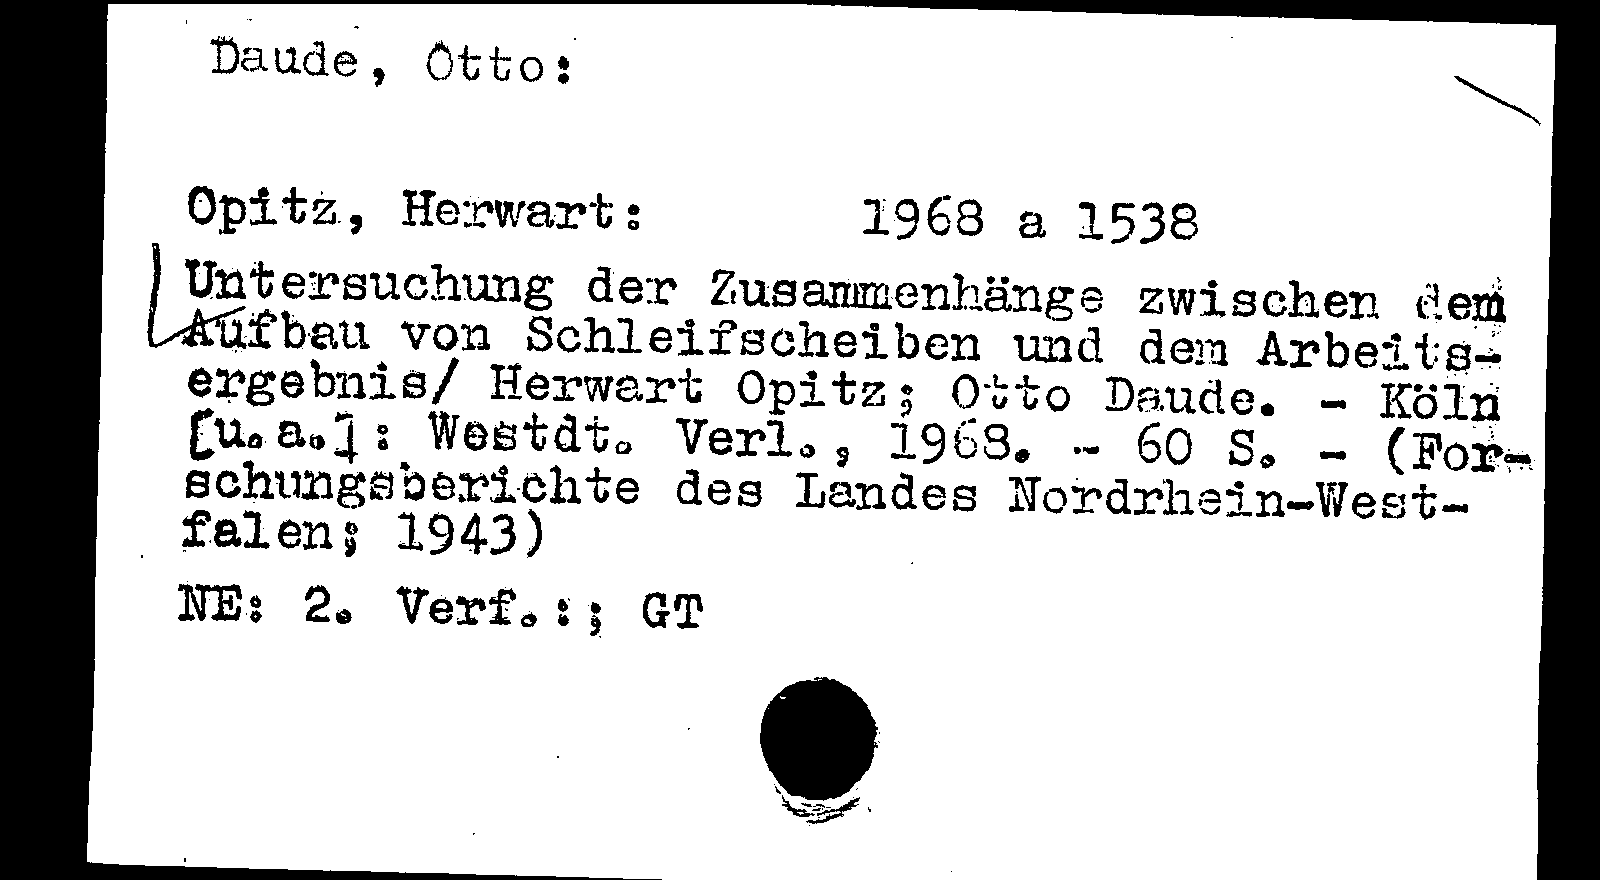 Daude, Otto:
Opitz, Herwart: 1968 a 1538
Untersuchung der Zusammenhänge zwischen dem
Aufbau von Schleifscheiben und dem Arbeits-
ergebnis/ Herwart Opitz; Otto Daude. - Köln
[u.a.]: Westdt. Verl., 1968. - 60 S. - (For-
schungsberichte des Landes Nordrhein-West-
falen; 1943)
NE: 2. Verf.:; GT